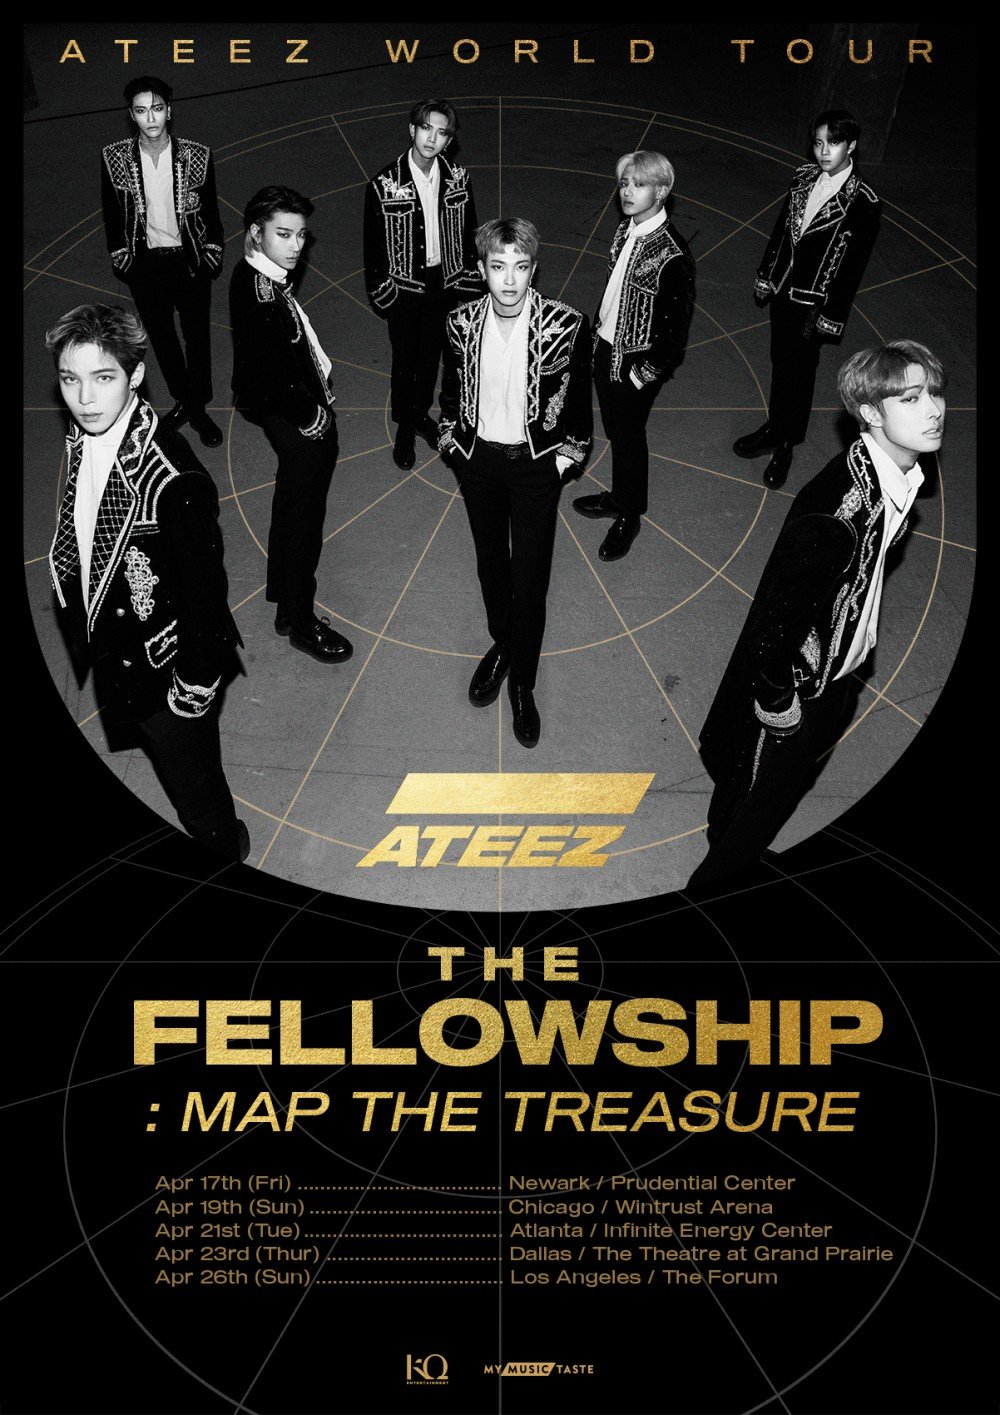 ATEEZ WORLD TOUR
ATEEZ
THE
FELLOWSHIP
: MAP THE TREASURE
Apr 17th (Fri) ..................................... Newark / Prudential Center
Apr 19th (Sun) ................................... Chicago / Wintrust Arena
Apr 21st (Tue) .................................... Atlanta / Infinite Energy Center
Apr 23rd (Thur) ................................ Dallas / The Theatre at Grand Prairie
Apr 26th (Sun) .................................. Los Angeles / The Forum
KQ
ENTERTAINMENT
MY MUSIC TASTE